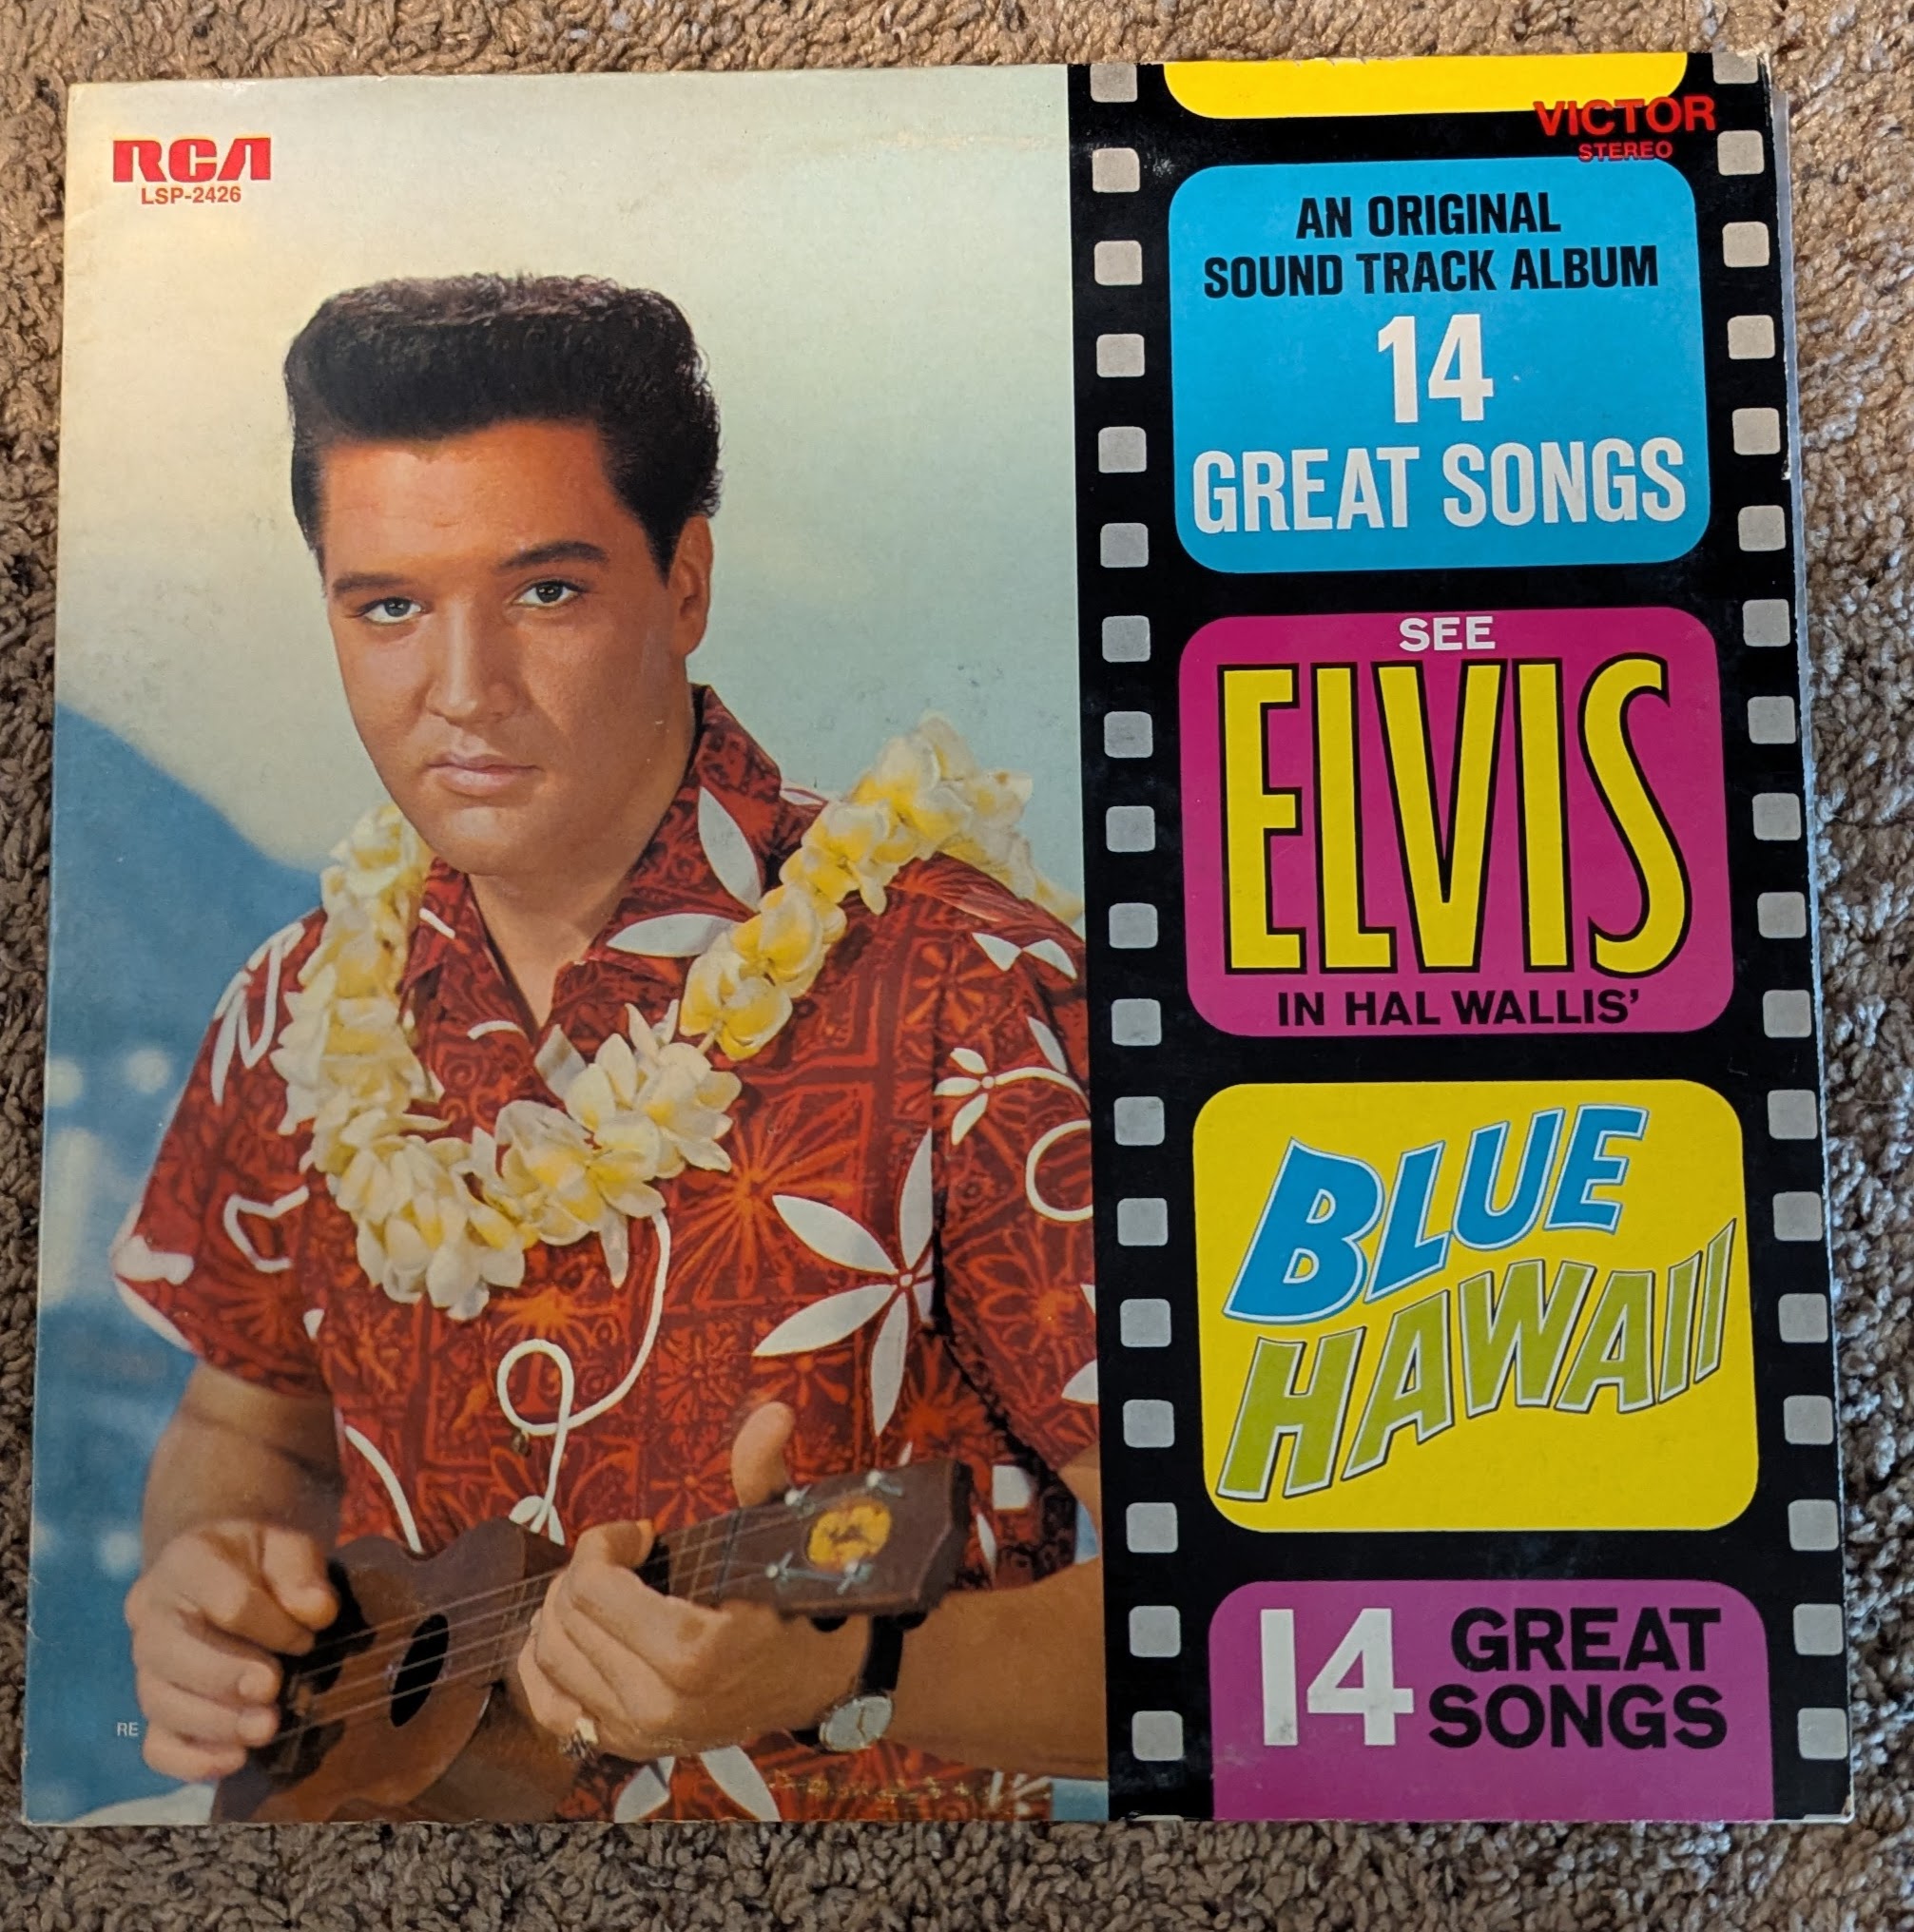 RCA
LSP-2426
VICTOR
STEREO
AN ORIGINAL
SOUND TRACK ALBUM
14
GREAT SONGS
SEE
ELVIS
IN HAL WALLIS’
BLUE
HAWAII
14 GREAT
SONGS
RE